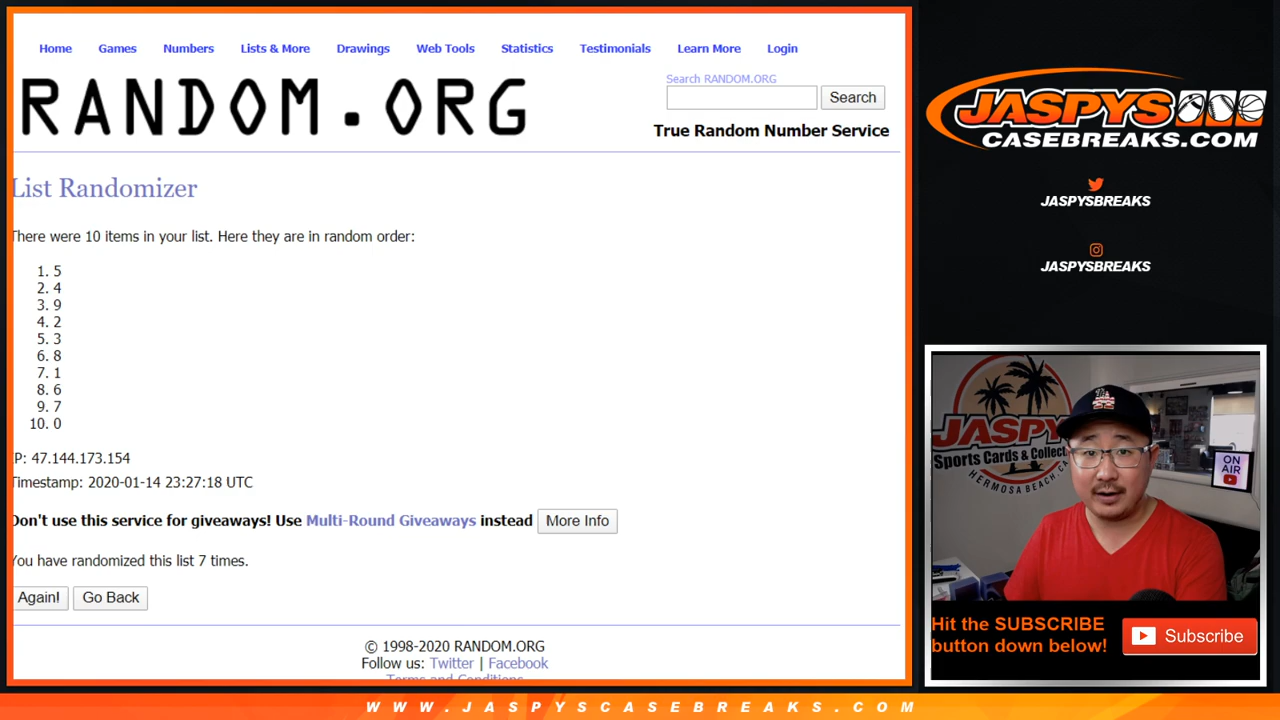 Home Games Numbers Lists & More Drawings Web Tools Statistics Testimonials Learn More Login
RANDOM.ORG
Search RANDOM.ORG
Search
True Random Number Service
List Randomizer
There were 10 items in your list. Here they are in random order:
1. 5
2. 4
3. 9
4. 2
5. 3
6. 8
7. 1
8. 6
9. 7
10. 0
IP: 47.144.173.154
Timestamp: 2020-01-14 23:27:18 UTC
Don't use this service for giveaways! Use Multi-Round Giveaways instead More Info
You have randomized this list 7 times.
Again! Go Back
© 1998-2020 RANDOM.ORG
Follow us: Twitter | Facebook
Terms and Conditions
JASPYS
CASEBREAKS.COM
JASPYSBREAKS
JASPYSBREAKS
JASPY
Sports Cards & Collect
HERMOSA BEACH, CA
ON
AIR
Hit the SUBSCRIBE
button down below!
Subscribe
WWW.JASPYSCASEBREAKS.COM